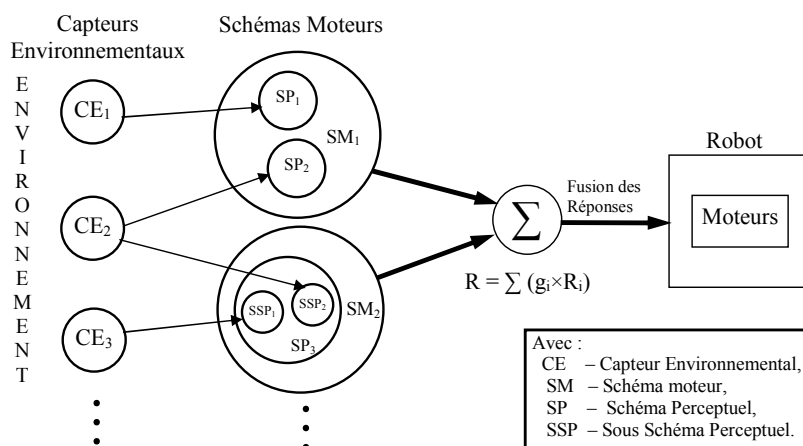 Capteurs
Environnementaux
Schémas Moteurs
ENVIRONNEMENT
CE1
CE2
CE3
SP1
SP2
SM1
SSP1
SSP2
SP3
SM2
∑
R = ∑ (gi×Ri)
Fusion des
Réponses
Robot
Moteurs
Avec :
CE – Capteur Environnemental,
SM – Schéma moteur,
SP – Schéma Perceptuel,
SSP – Sous Schéma Perceptuel.